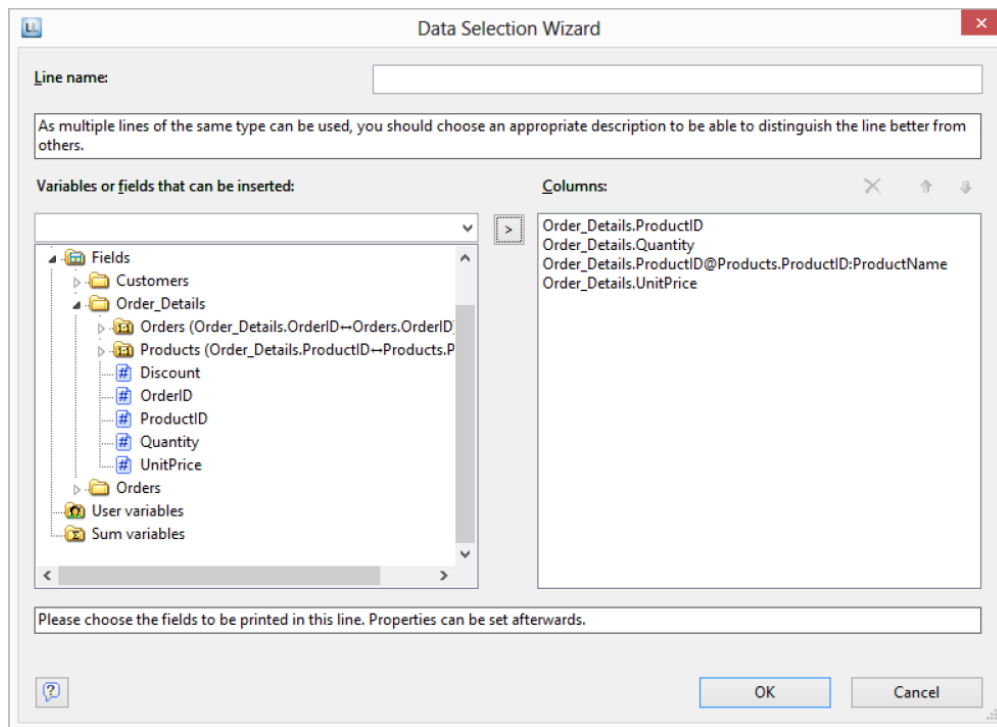 Data Selection Wizard
Line name:
As multiple lines of the same type can be used, you should choose an appropriate description to be able to distinguish the line better from
others.
Variables or fields that can be inserted:
Columns:
>
Fields
Customers
Order_Details
1:1 Orders (Order_Details.OrderID↔Orders.OrderID)
1:1 Products (Order_Details.ProductID↔Products.P
# Discount
# OrderID
# ProductID
# Quantity
# UnitPrice
Orders
User variables
Σ Sum variables
Order_Details.ProductID
Order_Details.Quantity
Order_Details.ProductID@Products.ProductID:ProductName
Order_Details.UnitPrice
Please choose the fields to be printed in this line. Properties can be set afterwards.
?
OK
Cancel